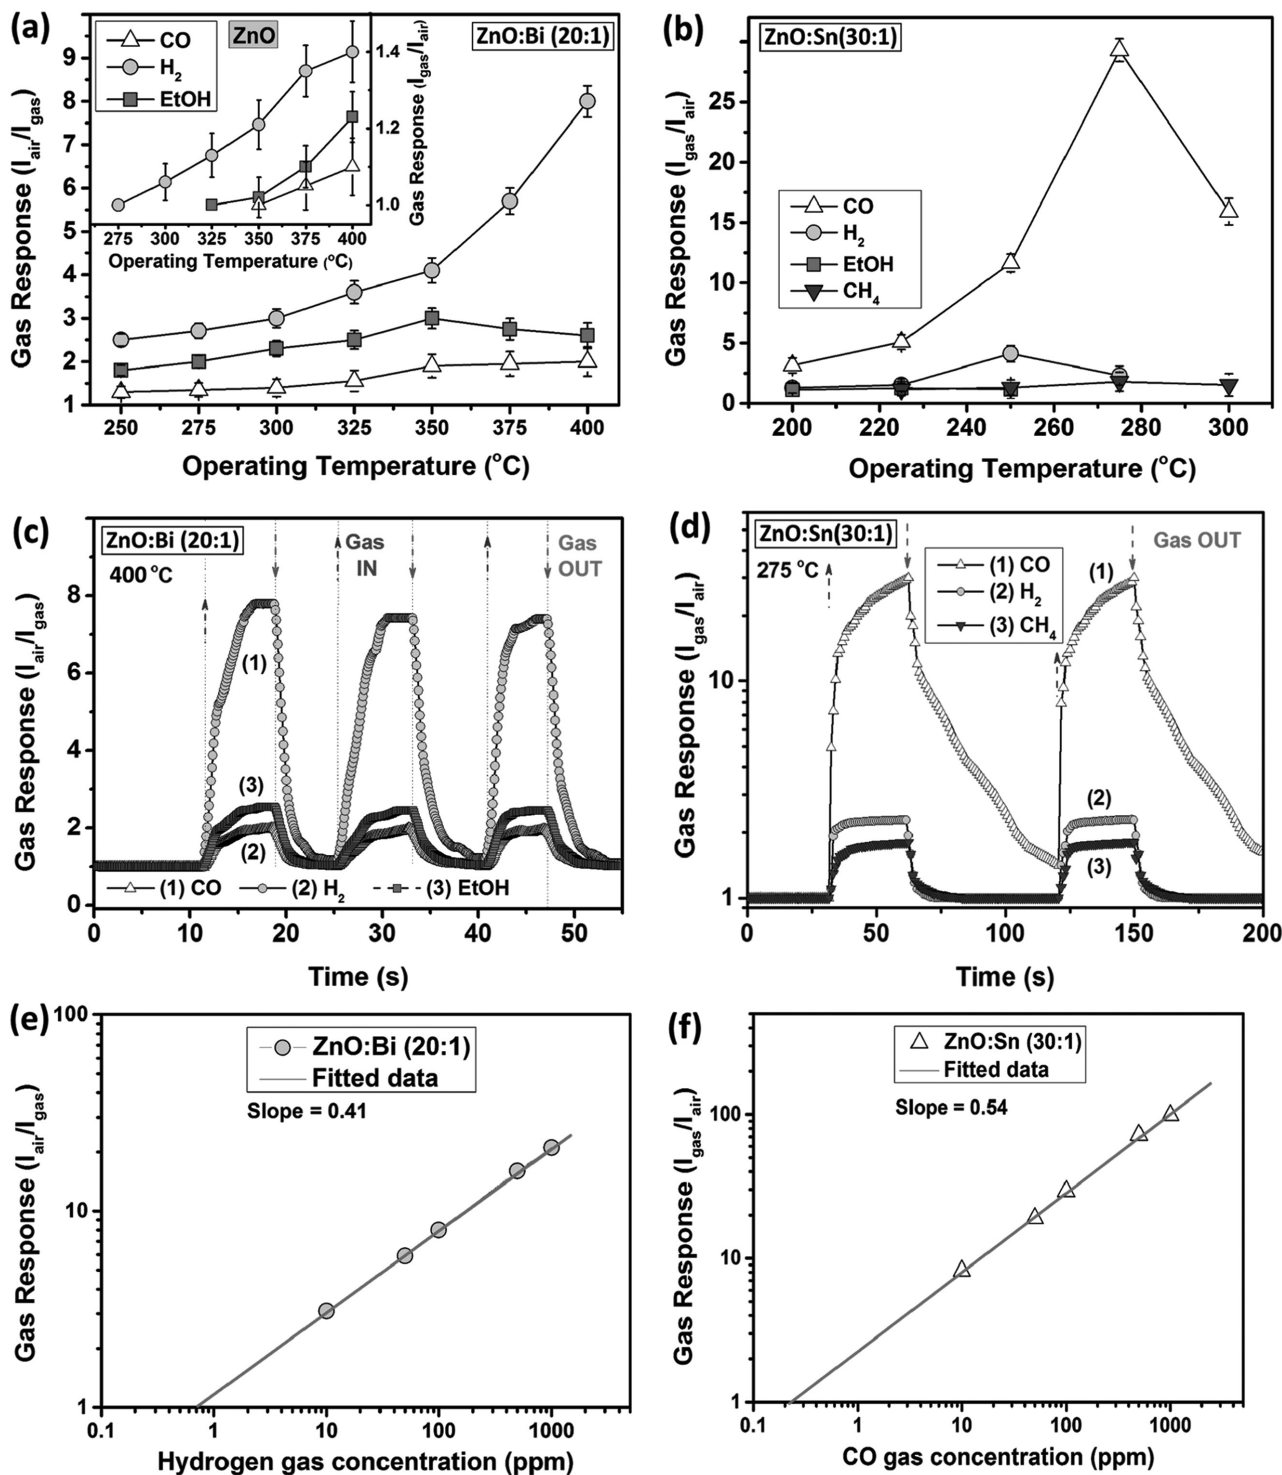 (a)
CO
H2
EtOH
ZnO
ZnO:Bi (20:1)
Gas Response (Iair/Igas)
9
8
7
6
5
4
3
2
1
250 275 300 325 350 375 400
Operating Temperature (oC)
1.4
1.2
1.0
Gas Response (Igas/Iair)
275 300 325 350 375 400
Operating Temperature (oC)
(b)
ZnO:Sn(30:1)
CO
H2
EtOH
CH4
Gas Response (Igas/Iair)
25
20
15
10
5
0
200 220 240 260 280 300
Operating Temperature (oC)
(c)
ZnO:Bi (20:1)
400 oC
Gas
IN
Gas
OUT
(1)
(3)
(2)
(1) CO (2) H2 (3) EtOH
Gas Response (Iair/Igas)
8
6
4
2
0
0 10 20 30 40 50
Time (s)
(d)
ZnO:Sn(30:1)
275 oC
(1) CO
(2) H2
(3) CH4
Gas OUT
(1)
(2)
(3)
Gas Response (Igas/Iair)
10
1
0 50 100 150 200
Time (s)
(e)
ZnO:Bi (20:1)
Fitted data
Slope = 0.41
Gas Response (Iair/Igas)
100
10
1
0.1 1 10 100 1000
Hydrogen gas concentration (ppm)
(f)
ZnO:Sn (30:1)
Fitted data
Slope = 0.54
Gas Response (Igas/Iair)
100
10
1
0.1 1 10 100 1000
CO gas concentration (ppm)